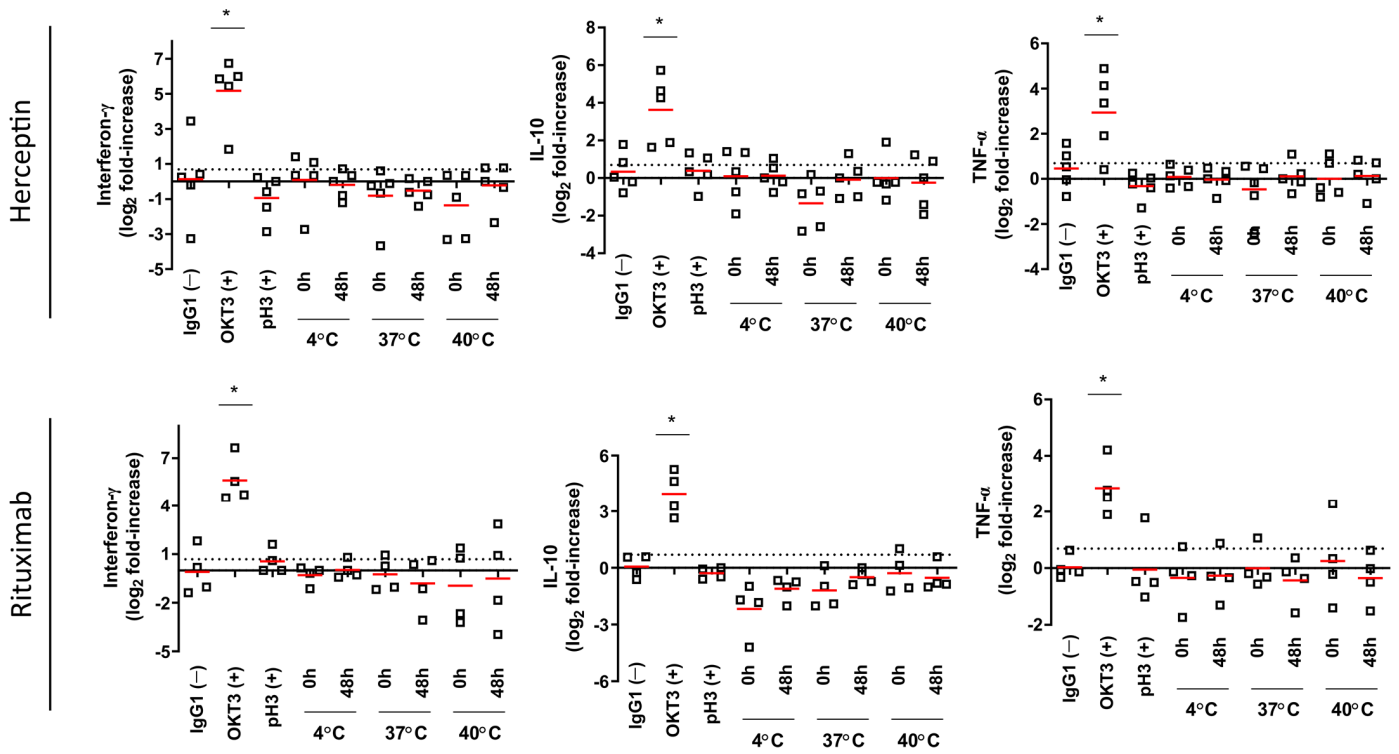 Herceptin
*
Interferon-γ
(log2 fold-increase)
7
5
3
1
-1
-3
-5
IgG1 (−)
OKT3 (+)
pH3 (+)
0h
48h
4°C
37°C
0h
48h
40°C
*
IL-10
(log2 fold-increase)
8
6
4
2
0
-2
-4
IgG1 (−)
OKT3 (+)
pH3 (+)
0h
48h
0h
48h
0h
48h
4°C
37°C
40°C
*
TNF-α
(log2 fold-increase)
6
4
2
0
-2
-4
IgG1 (−)
OKT3 (+)
pH3 (+)
0h
48h
0h
48h
0h
48h
4°C
37°C
40°C
Rituximab
*
Interferon-γ
(log2 fold-increase)
7
4
1
-2
-5
IgG1 (−)
OKT3 (+)
pH3 (+)
0h
48h
0h
48h
0h
48h
4°C
37°C
40°C
*
IL-10
(log2 fold-increase)
6
3
0
-3
-6
IgG1 (−)
OKT3 (+)
pH3 (+)
0h
48h
0h
48h
0h
48h
4°C
37°C
40°C
*
TNF-α
(log2 fold-increase)
6
4
2
0
-2
IgG1 (−)
OKT3 (+)
pH3 (+)
0h
48h
0h
48h
0h
48h
4°C
37°C
40°C